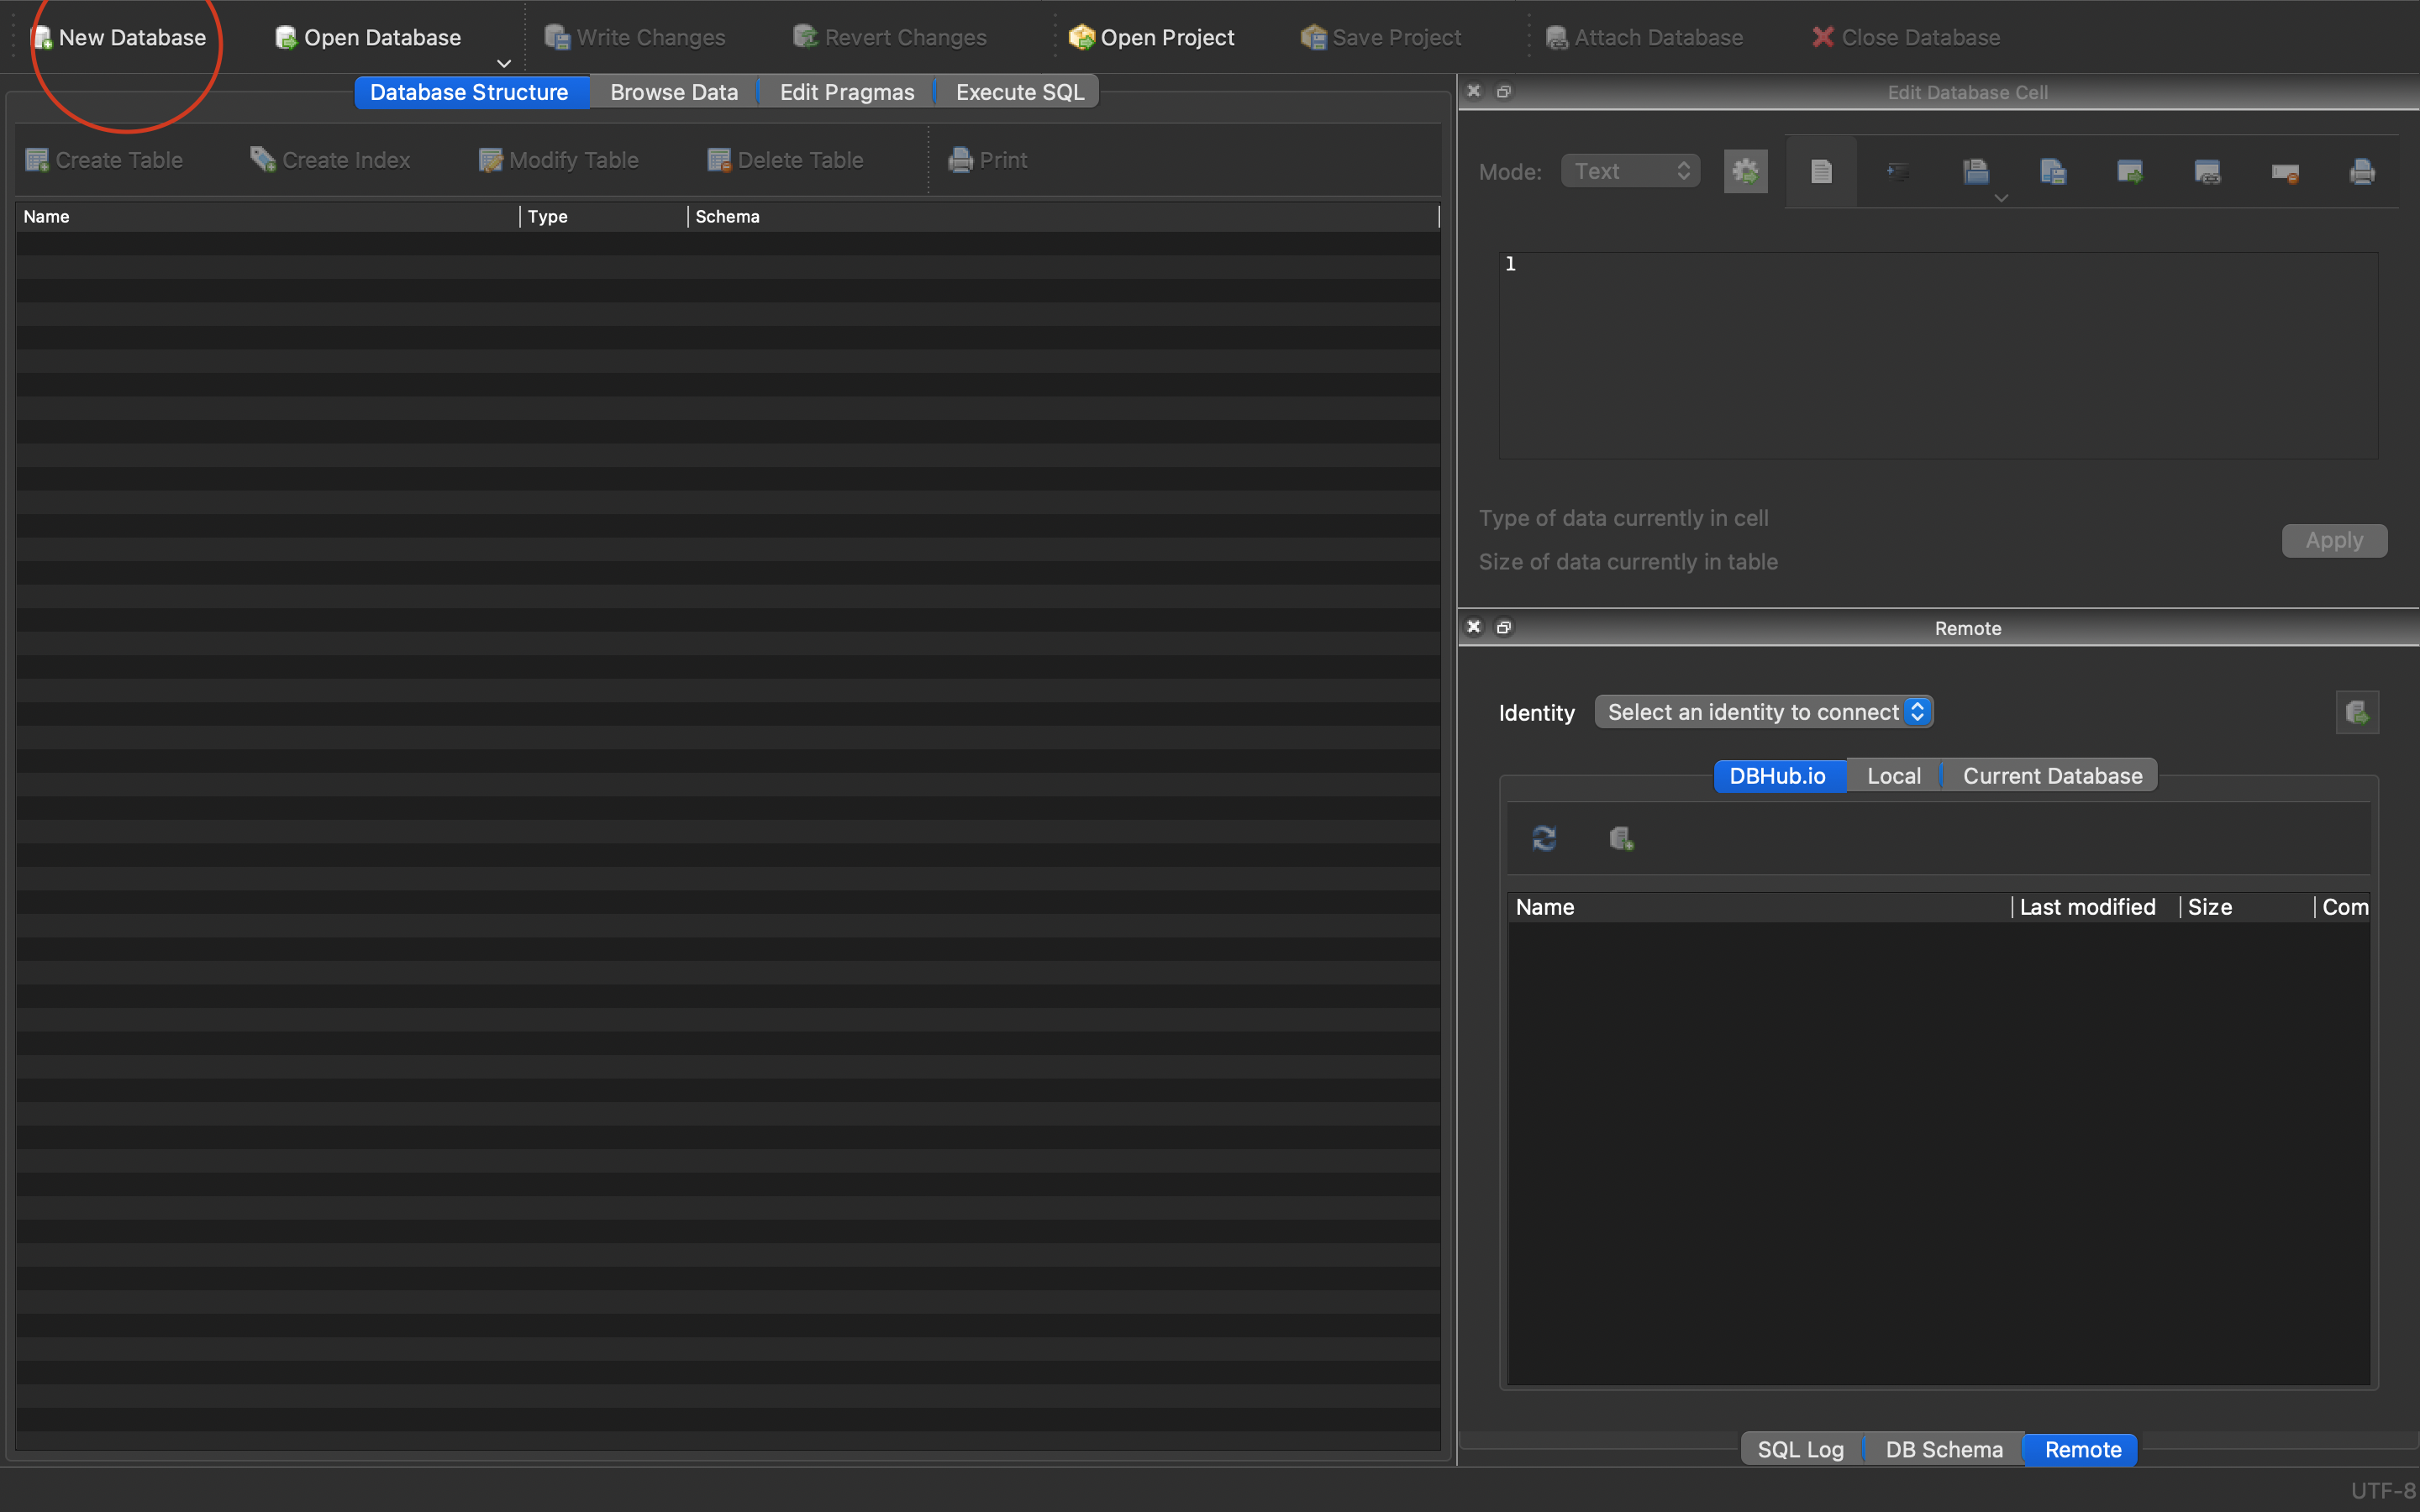 New Database Open Database Write Changes Revert Changes Open Project Save Project Attach Database Close Database
Database Structure Browse Data Edit Pragmas Execute SQL
Create Table Create Index Modify Table Delete Table Print
Name Type Schema
Edit Database Cell
Mode: Text
1
Type of data currently in cell
Size of data currently in table
Apply
Remote
Identity Select an identity to connect
DBHub.io Local Current Database
Name Last modified Size Com
SQL Log DB Schema Remote
UTF-8